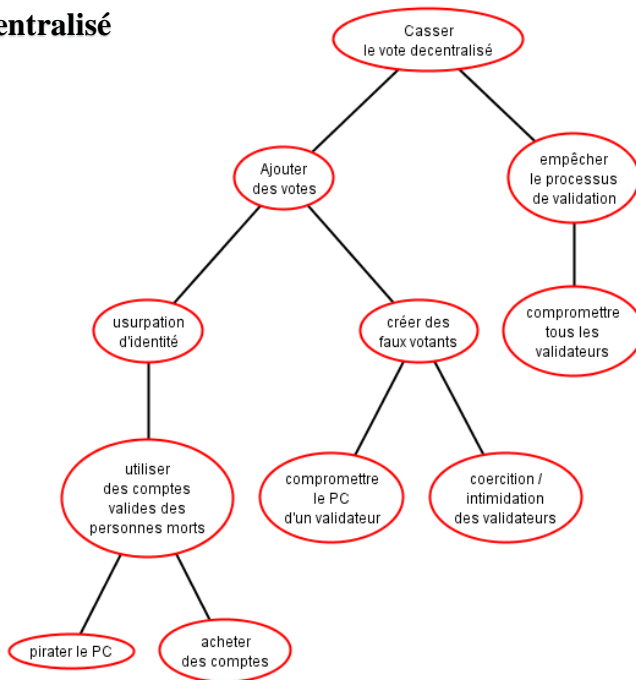 entralisé
Casser
le vote decentralisé
Ajouter
des votes
empêcher
le processus
de validation
usurpation
d'identité
créer des
faux votants
compromettre
tous les
validateurs
utiliser
des comptes
valides des
personnes morts
compromettre
le PC
d'un validateur
coercition /
intimidation
des validateurs
pirater le PC
acheter
des comptes